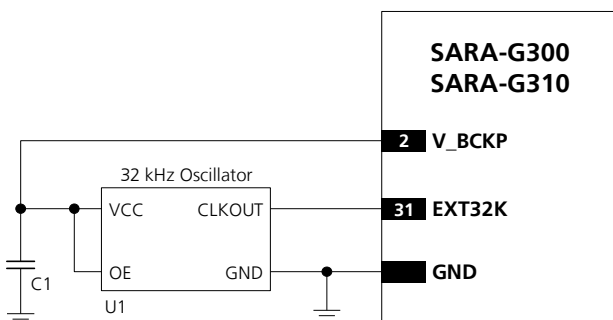 SARA-G300
SARA-G310
2 V_BCKP
32 kHz Oscillator
VCC CLKOUT
31 EXT32K
OE GND
GND
C1
U1